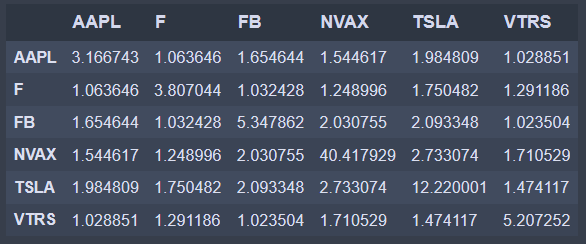 AAPL F FB NVAX TSLA VTRS
AAPL 3.166743 1.063646 1.654644 1.544617 1.984809 1.028851
F 1.063646 3.807044 1.032428 1.248996 1.750482 1.291186
FB 1.654644 1.032428 5.347862 2.030755 2.093348 1.023504
NVAX 1.544617 1.248996 2.030755 40.417929 2.733074 1.710529
TSLA 1.984809 1.750482 2.093348 2.733074 12.220001 1.474117
VTRS 1.028851 1.291186 1.023504 1.710529 1.474117 5.207252